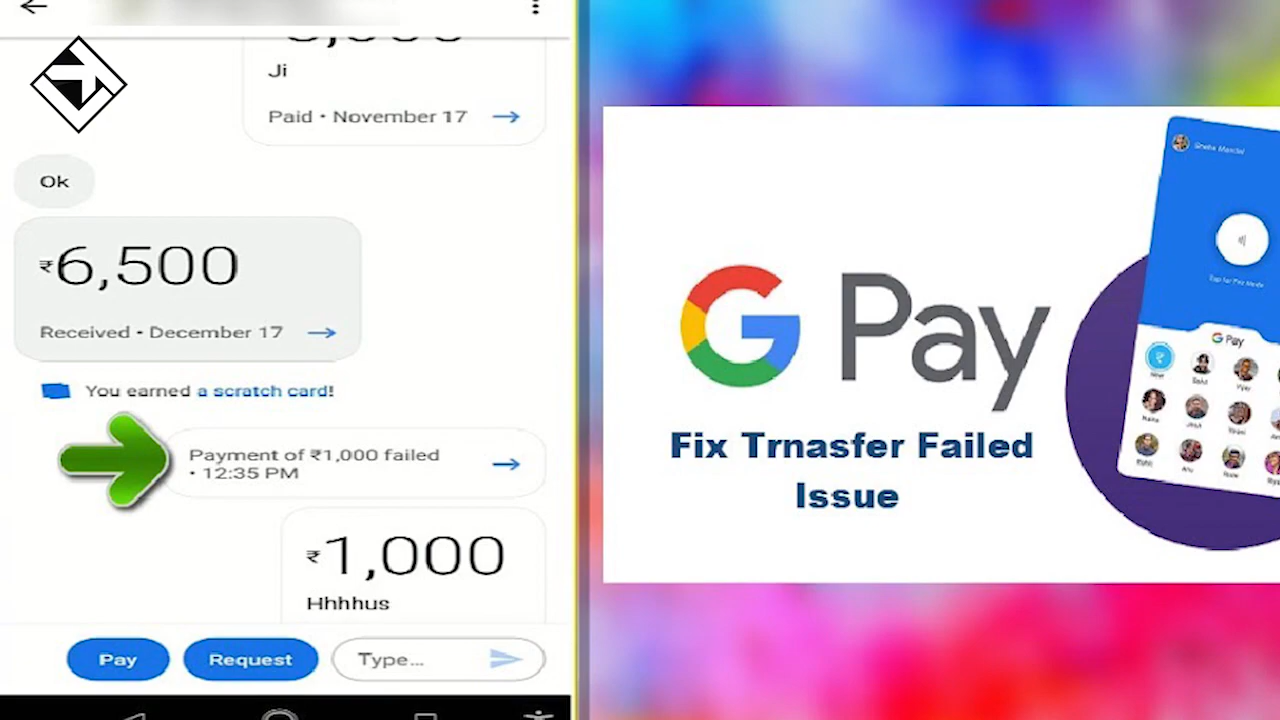 Ji
Paid • November 17
Ok
₹6,500
Received • December 17
You earned a scratch card!
Payment of ₹1,000 failed
• 12:35 PM
₹1,000
Hhhhus
Pay
Request
Type...
G Pay
Fix Trnasfer Failed
Issue
G Pay